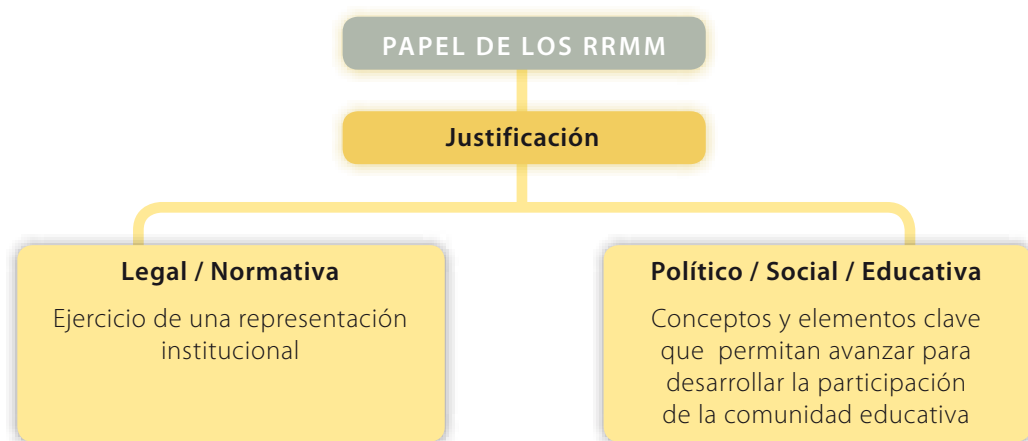 PAPEL DE LOS RRMM
Justificación
Legal / Normativa
Ejercicio de una representación
institucional
Político / Social / Educativa
Conceptos y elementos clave
que permitan avanzar para
desarrollar la participación
de la comunidad educativa